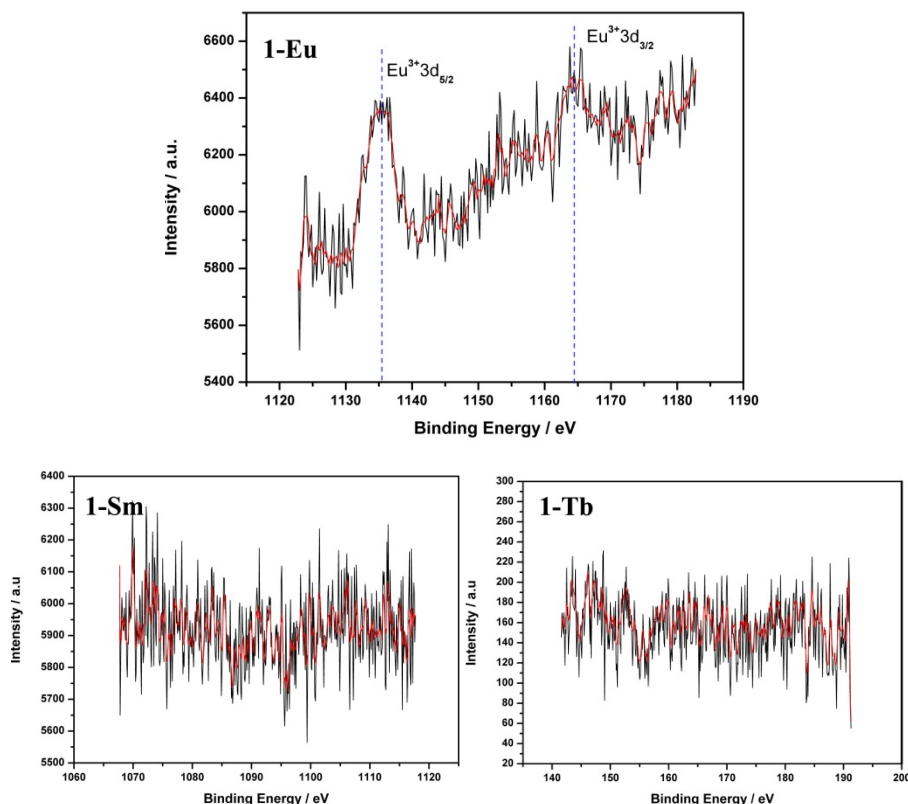 1-Eu
Eu³⁺3d₅/₂
Eu³⁺3d₃/₂
6600
6400
6200
6000
5800
5600
5400
Intensity / a.u.
1120 1130 1140 1150 1160 1170 1180 1190
Binding Energy / eV
1-Sm
6400
6300
6200
6100
6000
5900
5800
5700
5600
5500
Intensity / a.u
1060 1070 1080 1090 1100 1110 1120
Binding Energy / eV
1-Tb
300
280
260
240
220
200
180
160
140
120
100
80
60
40
20
Intensity / a.u
140 150 160 170 180 190 200
Binding Energy / eV